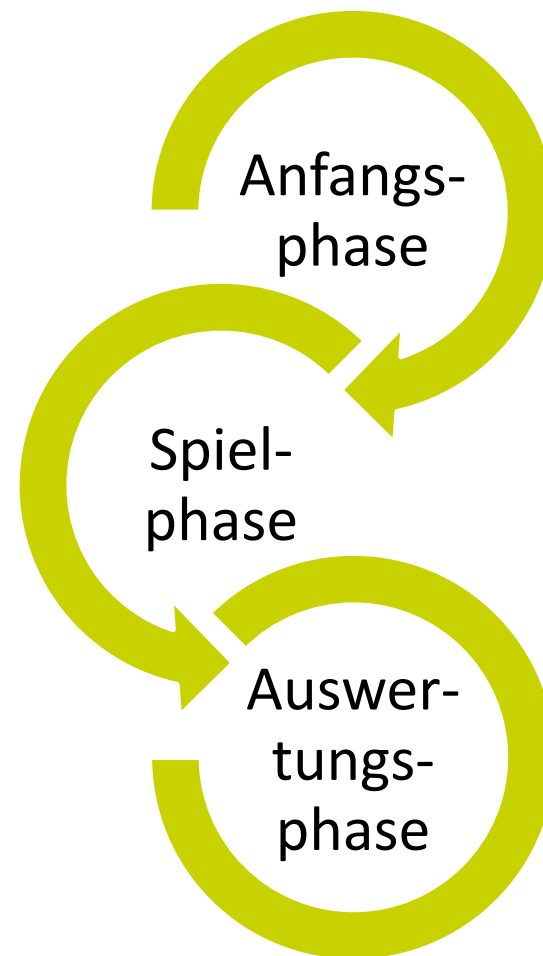 Anfangs-
phase
Spiel-
phase
Auswer-
tungs-
phase